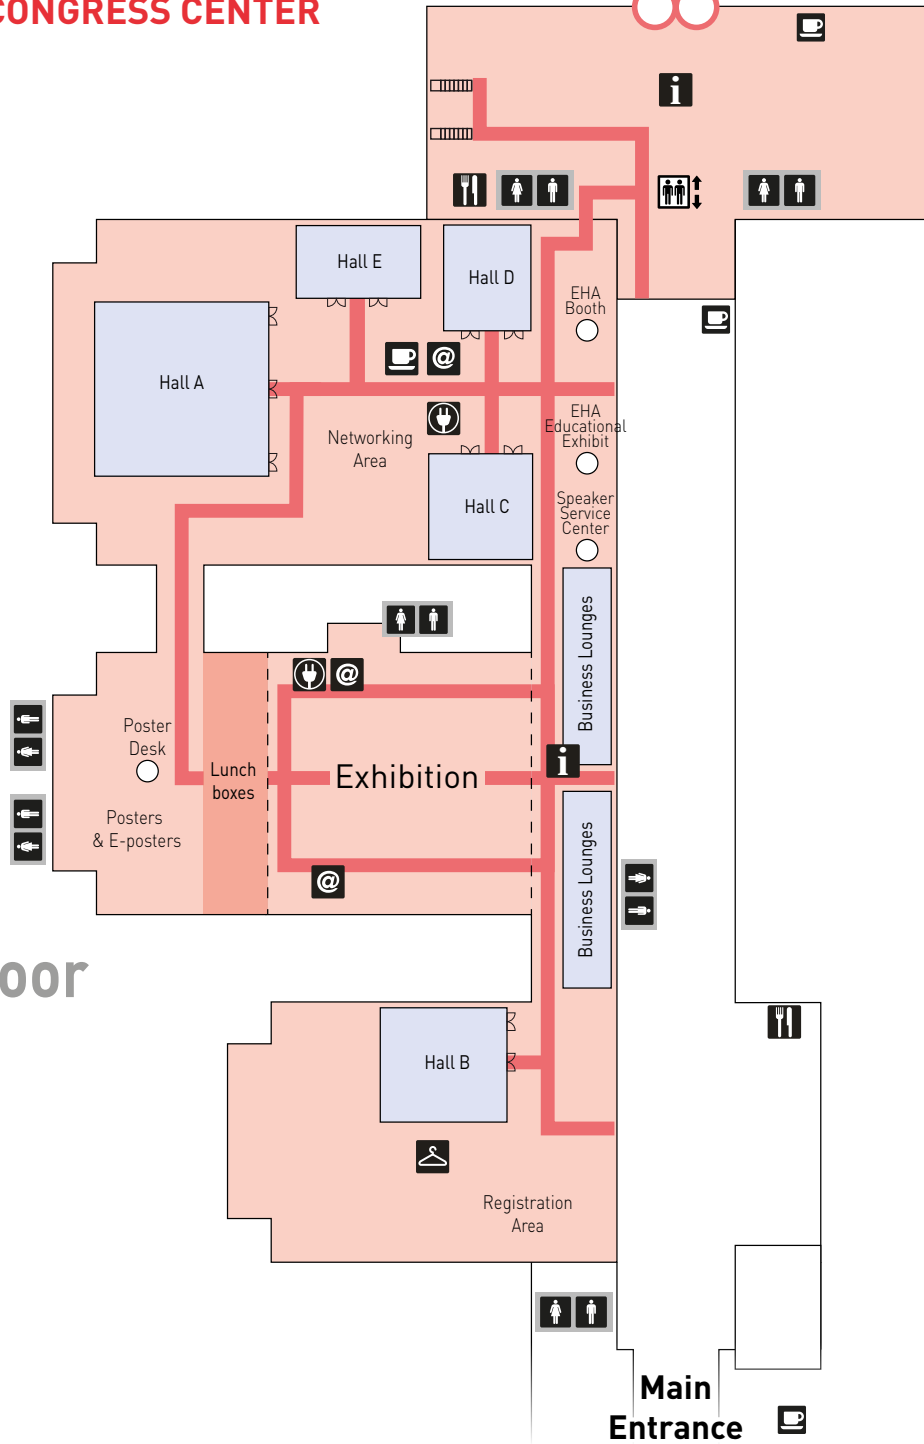 CONGRESS CENTER
i
Hall E
Hall D
EHA
Booth
@
Hall A
Networking
Area
EHA
Educational
Exhibit
Hall C
Speaker
Service
Center
Business Lounges
@
Poster
Desk
Lunch
boxes
Exhibition
i
Posters
& E-posters
Business Lounges
@
oor
Hall B
Registration
Area
Main
Entrance